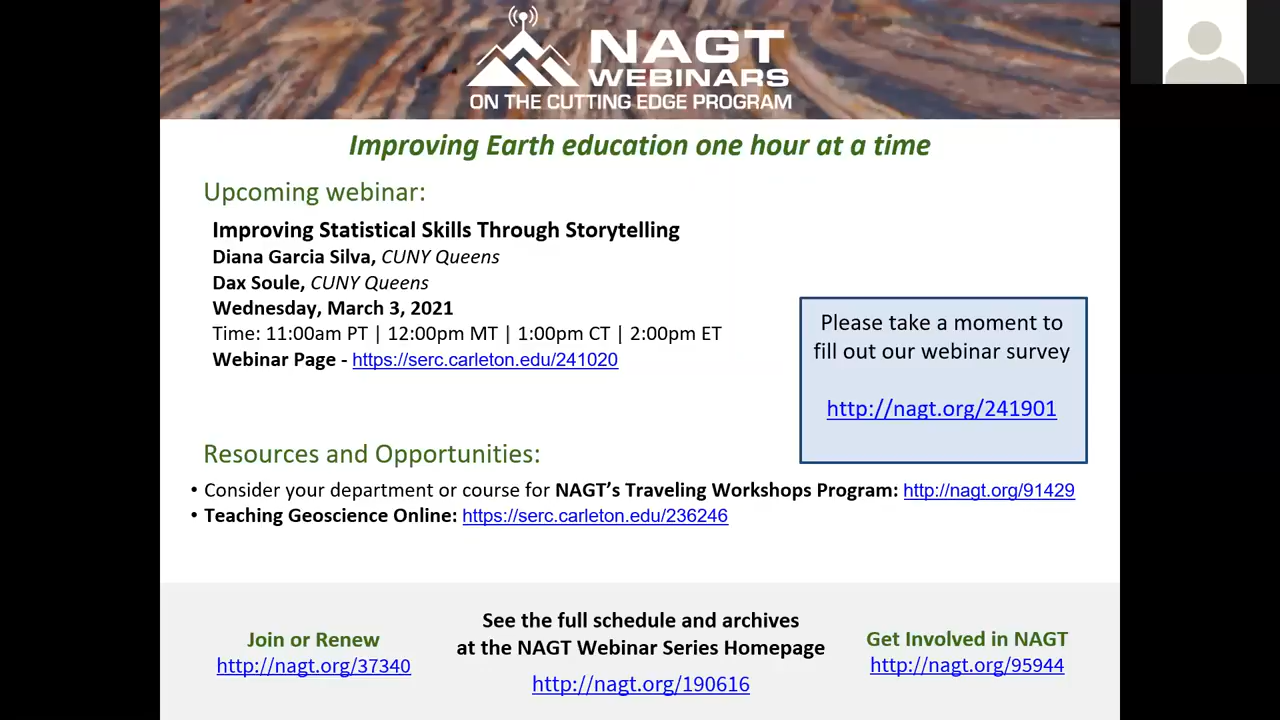 NAGT
WEBINARS
ON THE CUTTING EDGE PROGRAM
Improving Earth education one hour at a time
Upcoming webinar:
Improving Statistical Skills Through Storytelling
Diana Garcia Silva, CUNY Queens
Dax Soule, CUNY Queens
Wednesday, March 3, 2021
Time: 11:00am PT | 12:00pm MT | 1:00pm CT | 2:00pm ET
Webinar Page - https://serc.carleton.edu/241020
Please take a moment to
fill out our webinar survey
http://nagt.org/241901
Resources and Opportunities:
• Consider your department or course for NAGT’s Traveling Workshops Program: http://nagt.org/91429
• Teaching Geoscience Online: https://serc.carleton.edu/236246
Join or Renew
http://nagt.org/37340
See the full schedule and archives
at the NAGT Webinar Series Homepage
http://nagt.org/190616
Get Involved in NAGT
http://nagt.org/95944